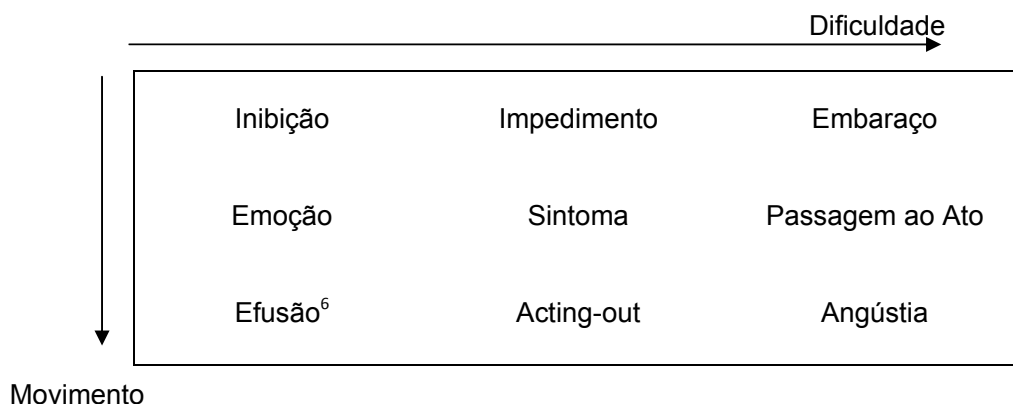 Dificuldade
Inibição Impedimento Embaraço
Emoção Sintoma Passagem ao Ato
Efusão⁶ Acting-out Angústia
Movimento